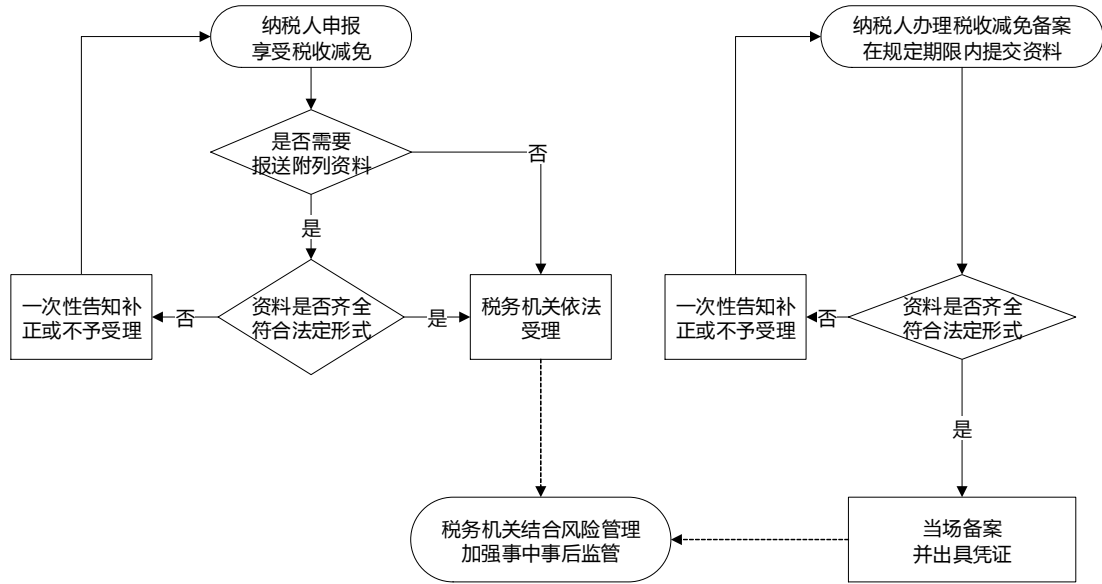 纳税人申报
享受税收减免
是否需要
报送附列资料
否
是
一次性告知补
正或不予受理
否
资料是否齐全
符合法定形式
是
税务机关依法
受理
纳税人办理税收减免备案
在规定期限内提交资料
一次性告知补
正或不予受理
否
资料是否齐全
符合法定形式
是
税务机关结合风险管理
加强事中事后监管
当场备案
并出具凭证